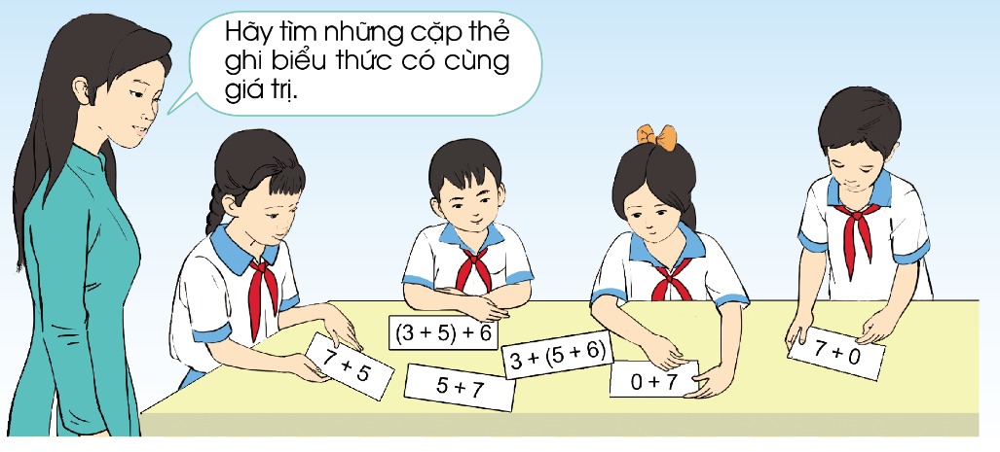 Hãy tìm những cặp thẻ
ghi biểu thức có cùng
giá trị.
(3 + 5) + 6
7 + 5
3 + (5 + 6)
7 + 0
5 + 7
0 + 7